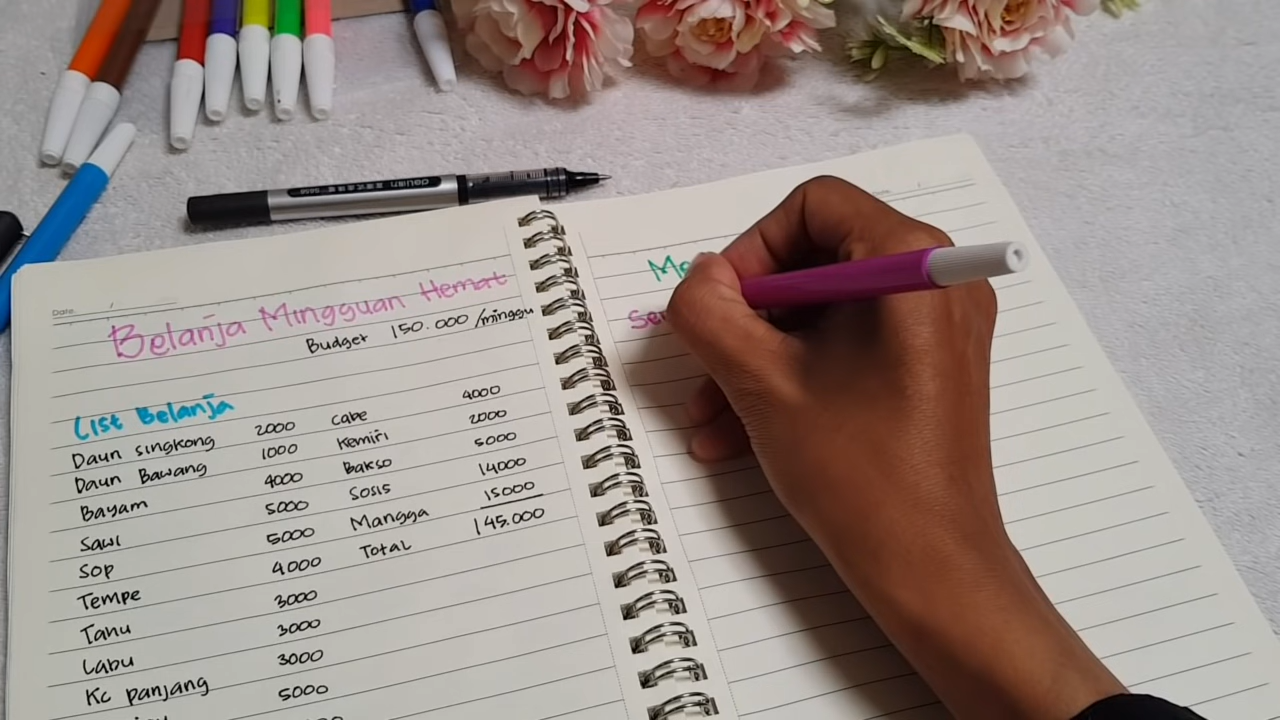 Date.
Belanja Mingguan Hemat
Budget 150.000 /minggu
List Belanja
Daun singkong 2000 Cabe 4000
Daun Bawang 1000 Kemiri 2000
Bayam 4000 Bakso 5000
Sawi 5000 Sosis 14000
Sop 5000 Mangga 15000
Tempe 4000 Total 145.000
Tahu 3000
Labu 3000
Kc panjang 3000
5000
Me